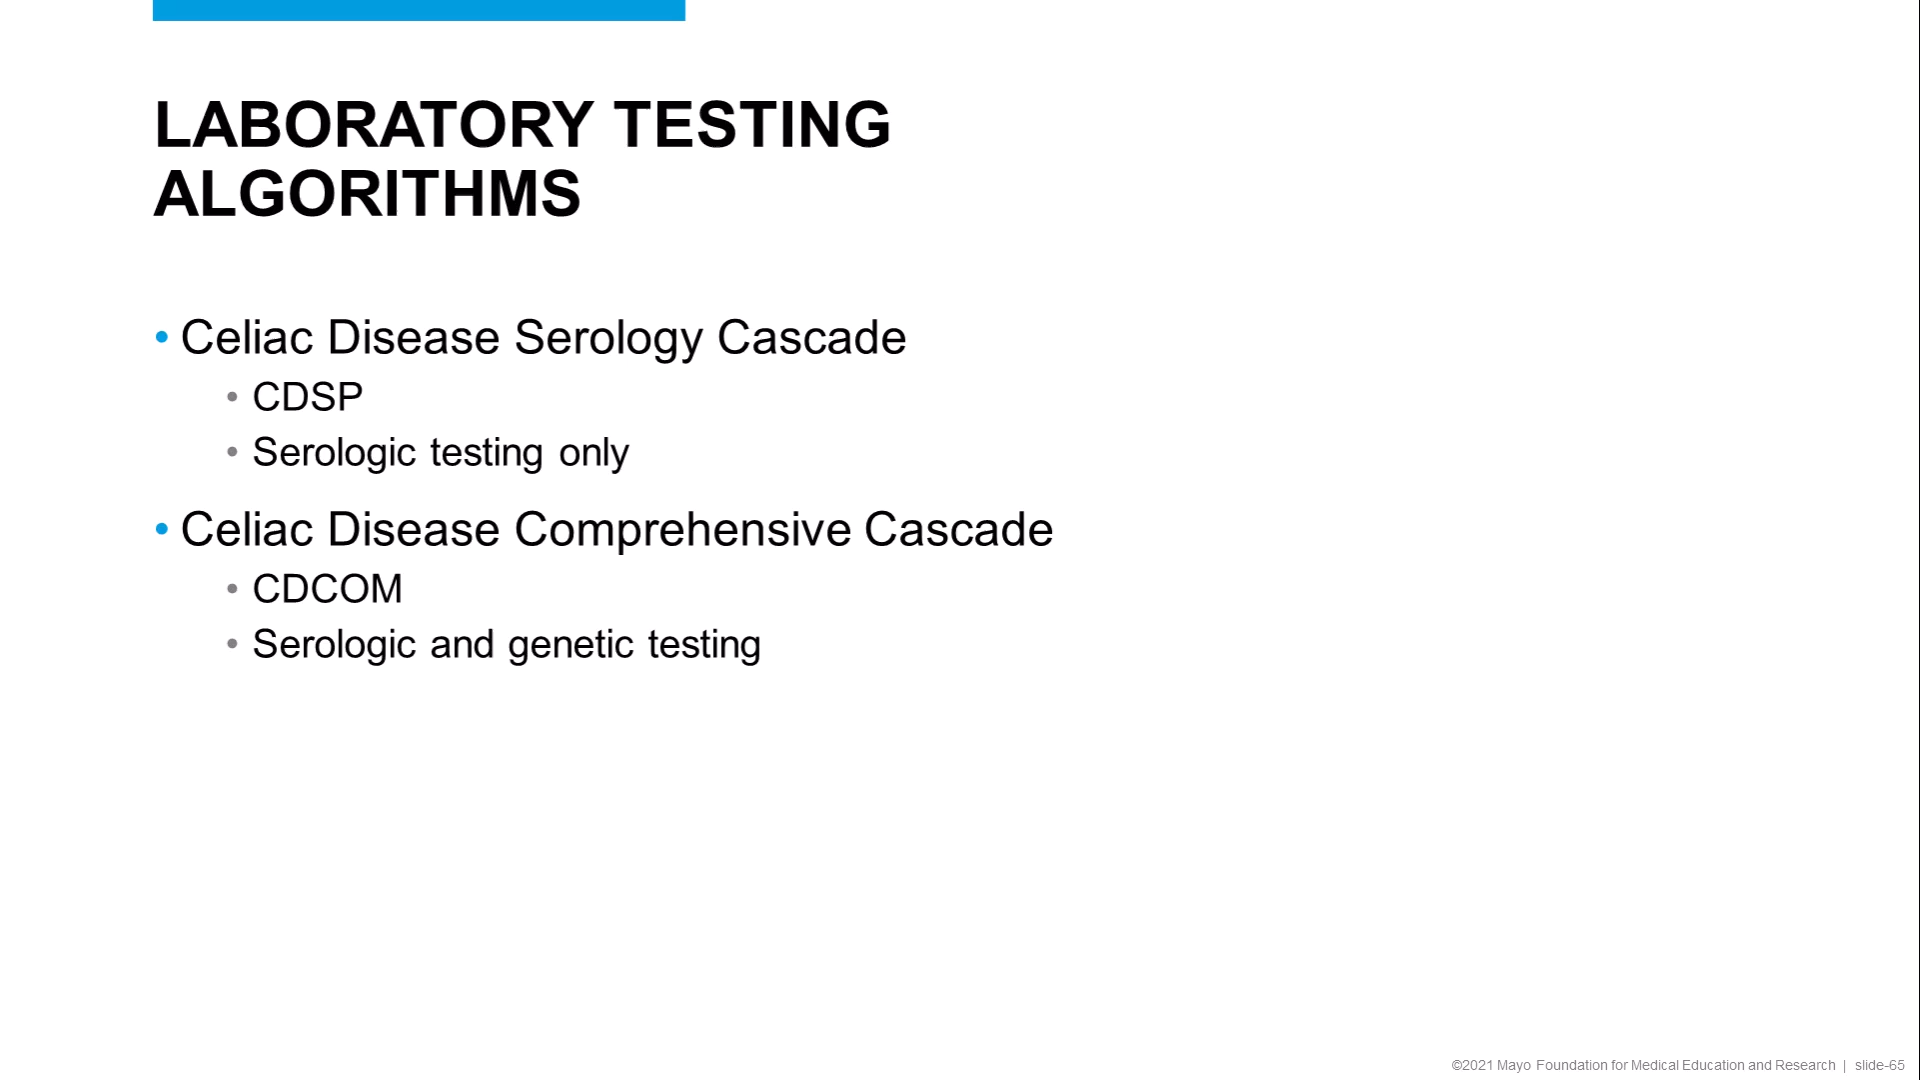 LABORATORY TESTING
ALGORITHMS
• Celiac Disease Serology Cascade
• CDSP
• Serologic testing only
• Celiac Disease Comprehensive Cascade
• CDCOM
• Serologic and genetic testing
©2021 Mayo Foundation for Medical Education and Research | slide-65